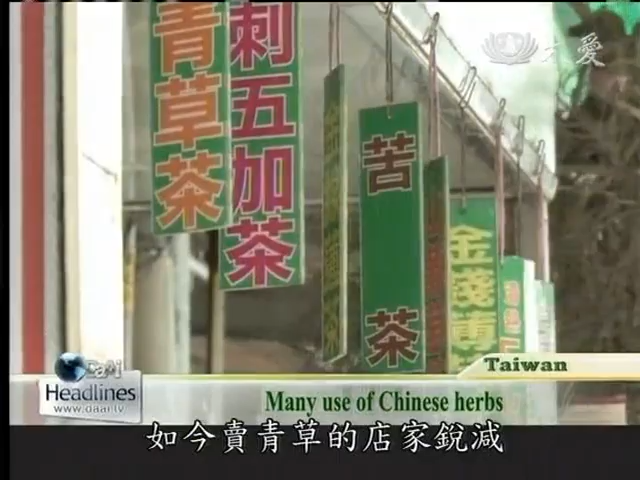 大愛
青草茶
刺五加茶
苦茶
金錢薄
Taiwan
DaAi
Headlines
www.daai.tv
Many use of Chinese herbs
如今賣青草的店家銳減